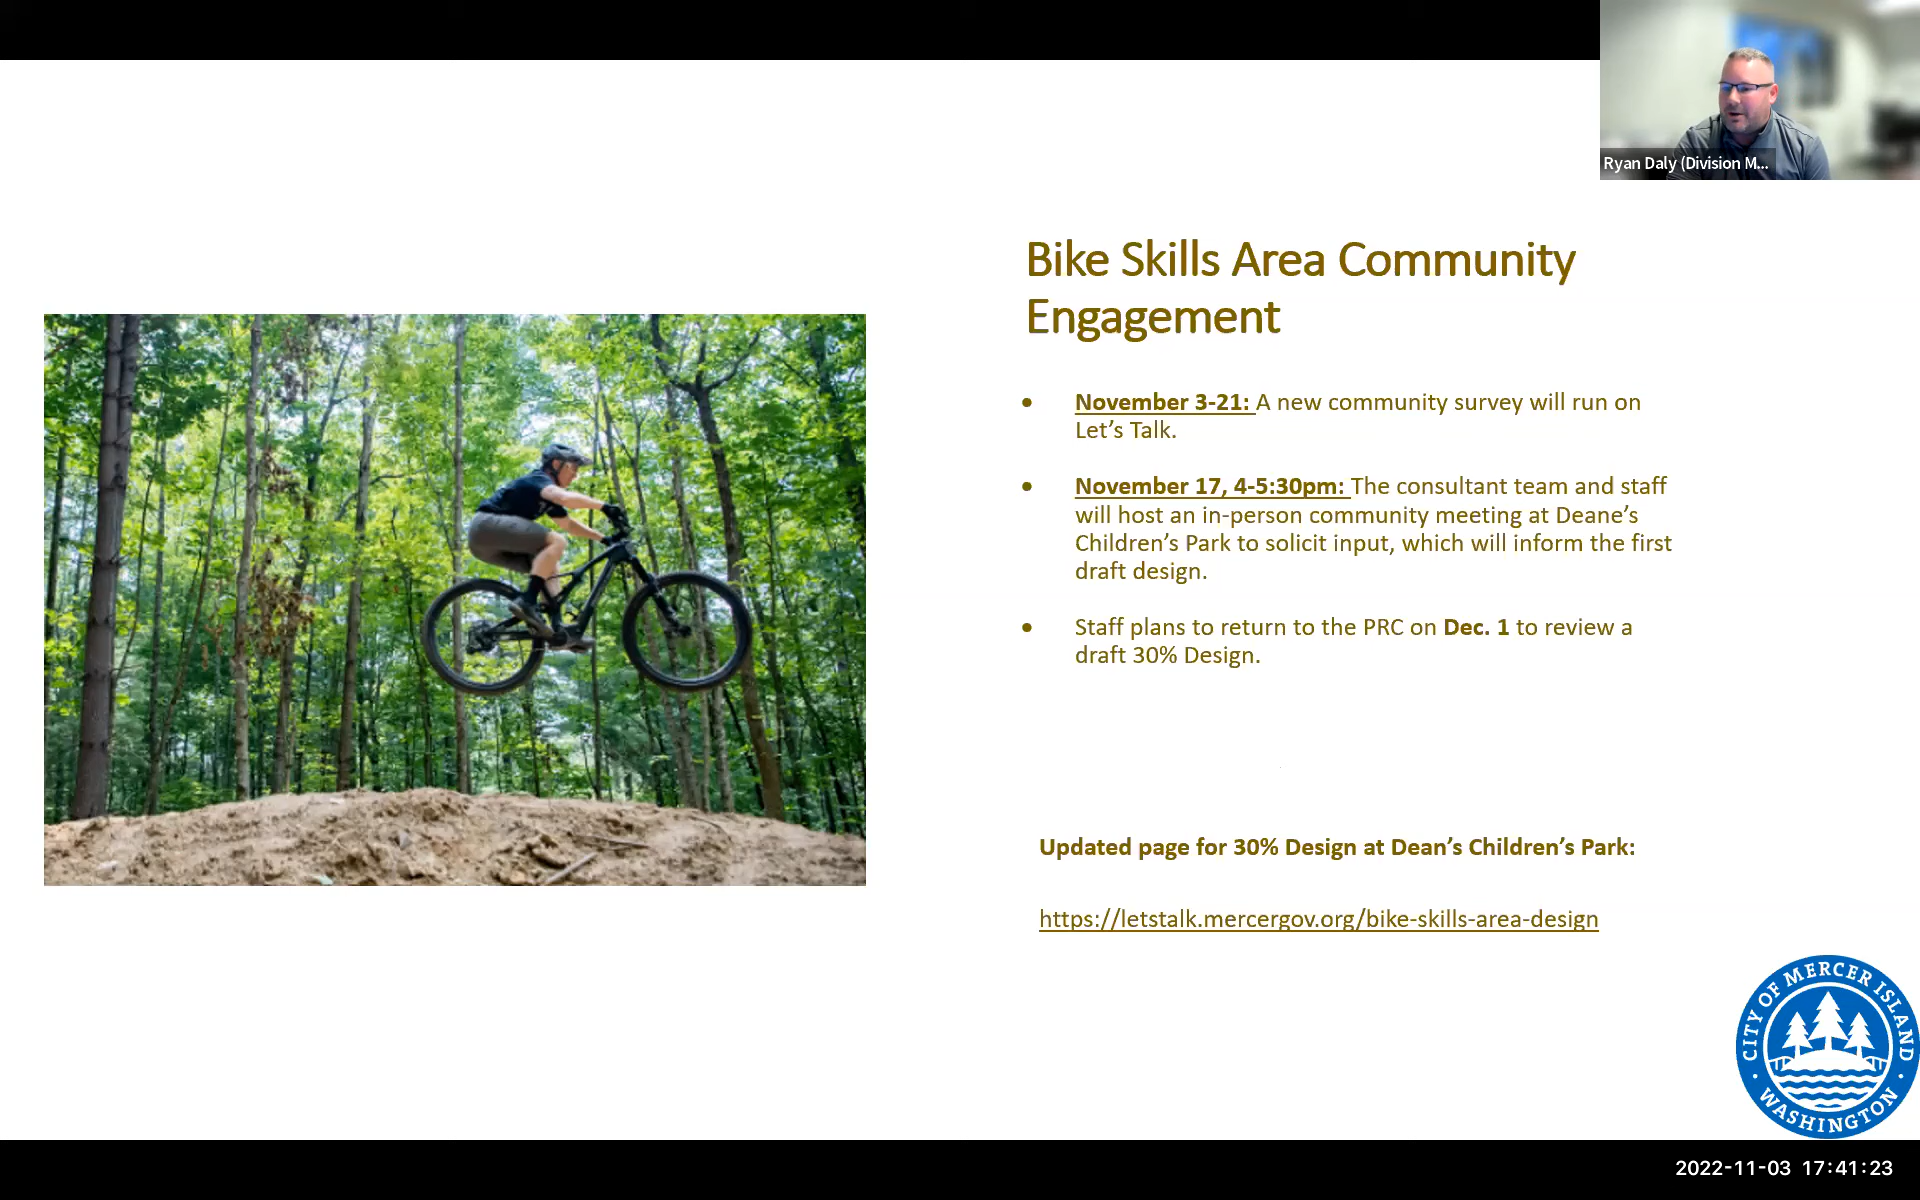 Ryan Daly (Division M...
Bike Skills Area Community
Engagement
• November 3-21: A new community survey will run on
Let’s Talk.
• November 17, 4-5:30pm: The consultant team and staff
will host an in-person community meeting at Deane’s
Children’s Park to solicit input, which will inform the first
draft design.
• Staff plans to return to the PRC on Dec. 1 to review a
draft 30% Design.
Updated page for 30% Design at Dean’s Children’s Park:
https://letstalk.mercergov.org/bike-skills-area-design
CITY OF MERCER ISLAND
• WASHINGTON •
2022-11-03 17:41:23